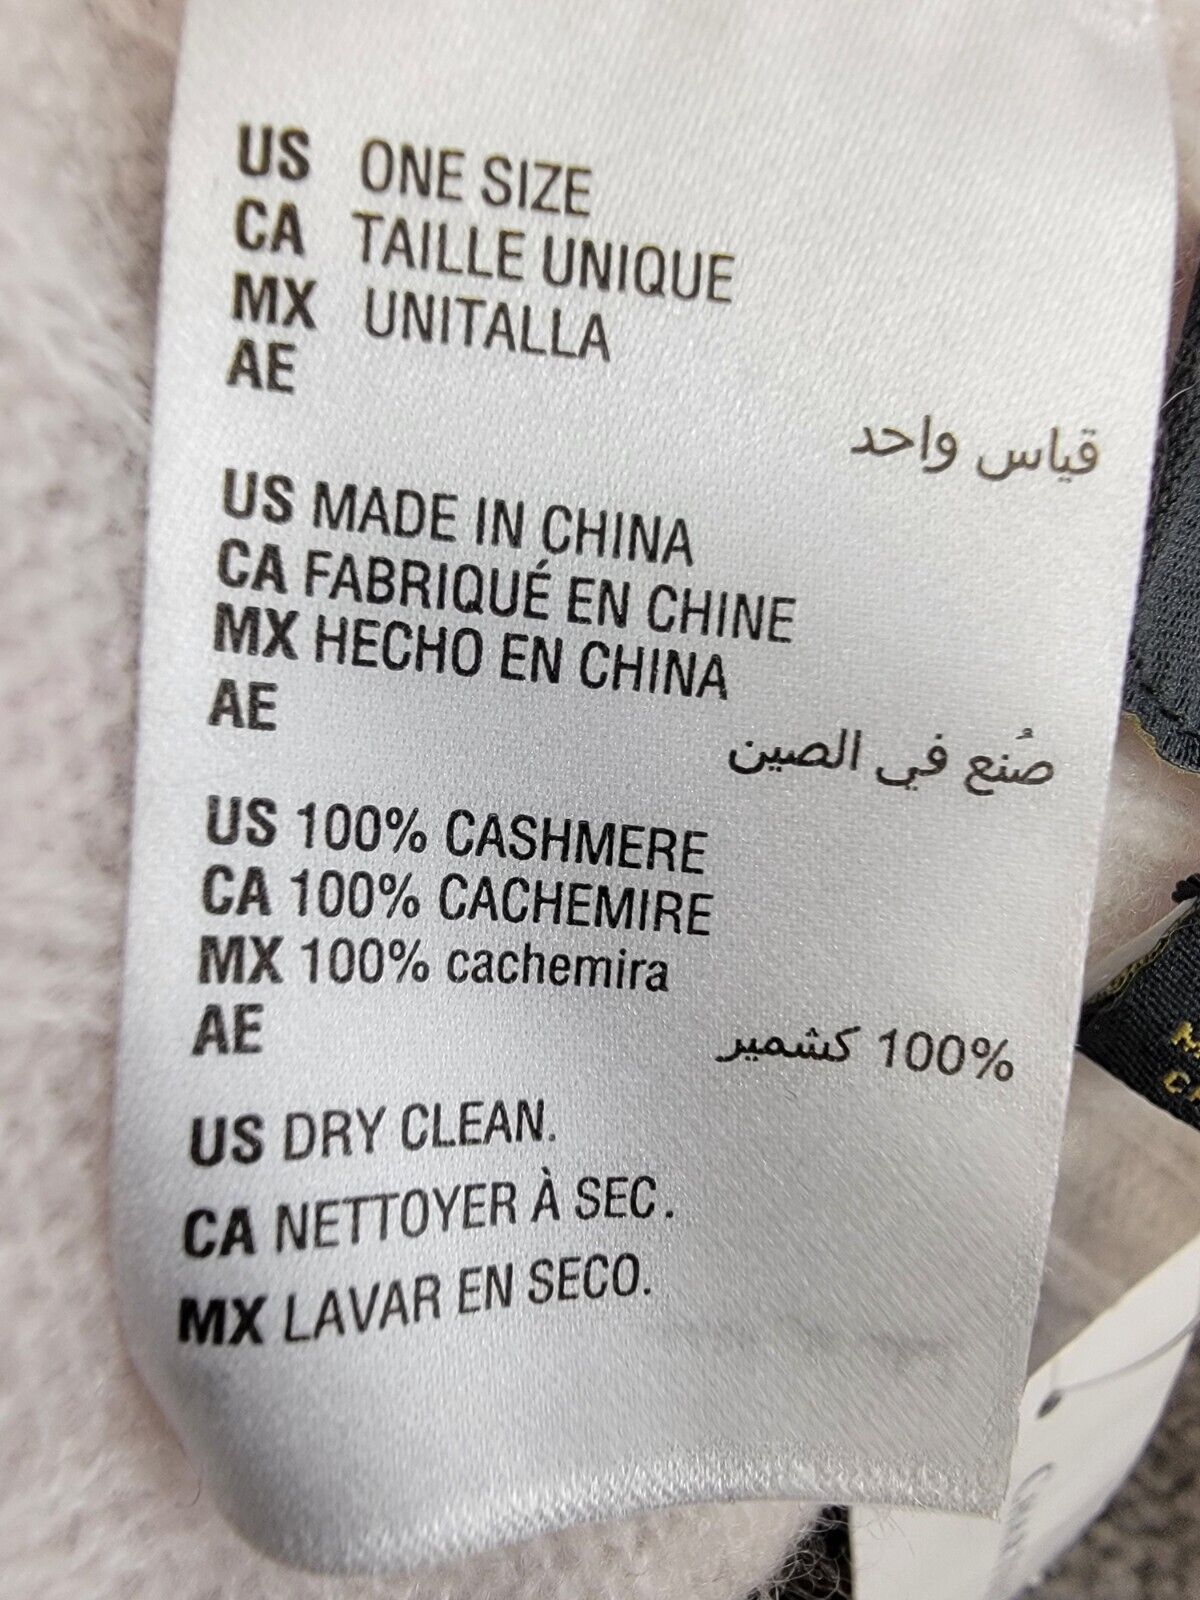 US ONE SIZE
CA TAILLE UNIQUE
MX UNITALLA
AE
قياس واحد
US MADE IN CHINA
CA FABRIQUÉ EN CHINE
MX HECHO EN CHINA
AE
صُنع في الصين
US 100% CASHMERE
CA 100% CACHEMIRE
MX 100% cachemira
AE
100% كشمير
US DRY CLEAN.
CA NETTOYER À SEC.
MX LAVAR EN SECO.